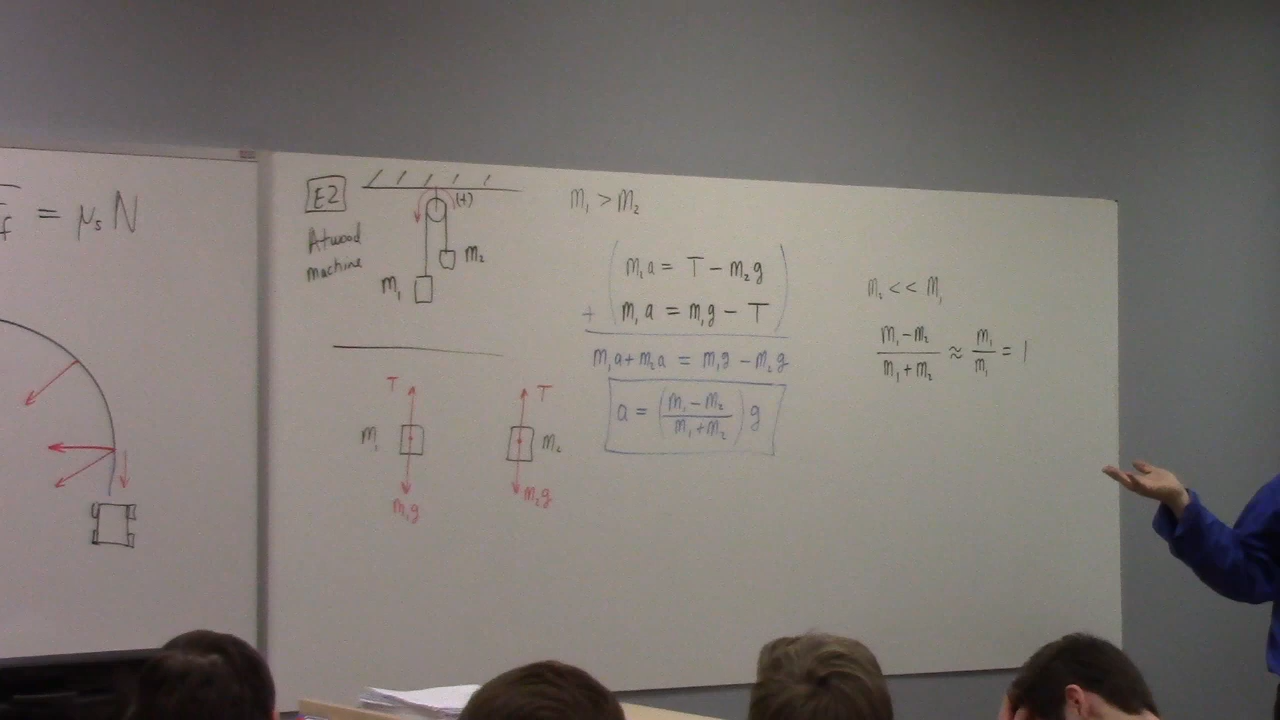 = μₛ N
E2
Atwood
machine
(+)
m₂
m₁
T
m₁
m₁g
T
m₂
m₂g
m₁ > m₂
m₂a = T - m₂g
+ m₁a = m₁g - T
m₁a + m₂a = m₁g - m₂g
a = ( m₁ - m₂ / m₁ + m₂ ) g
m₂ << m₁
m₁ - m₂ / m₁ + m₂ ≈ m₁ / m₁ = 1